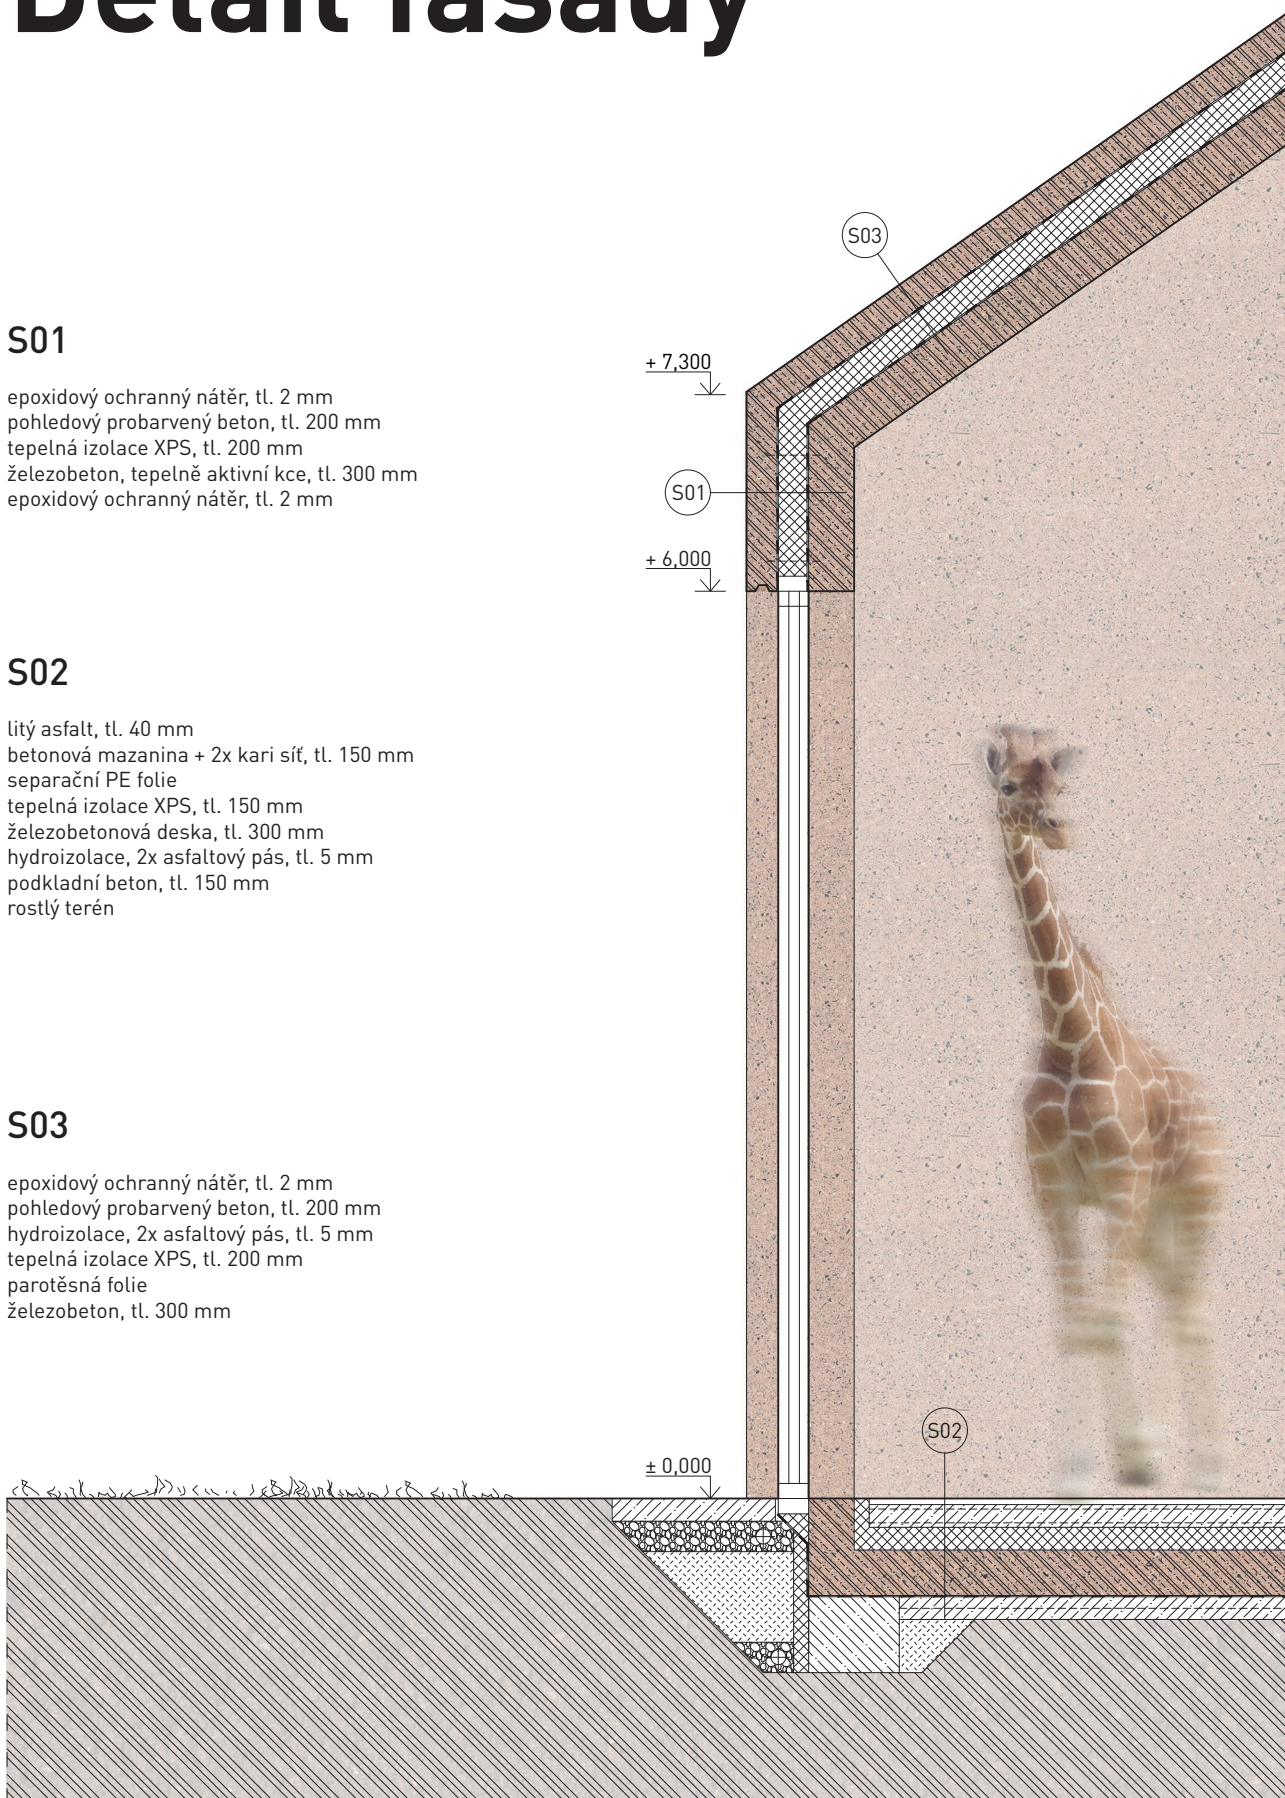 Detail fasády
S03
S01
epoxidový ochranný nátěr, tl. 2 mm
pohledový probarvený beton, tl. 200 mm
tepelná izolace XPS, tl. 200 mm
železobeton, tepelně aktivní kce, tl. 300 mm
epoxidový ochranný nátěr, tl. 2 mm
+ 7,300
S01
+ 6,000
S02
litý asfalt, tl. 40 mm
betonová mazanina + 2x kari síť, tl. 150 mm
separační PE folie
tepelná izolace XPS, tl. 150 mm
železobetonová deska, tl. 300 mm
hydroizolace, 2x asfaltový pás, tl. 5 mm
podkladní beton, tl. 150 mm
rostlý terén
S03
epoxidový ochranný nátěr, tl. 2 mm
pohledový probarvený beton, tl. 200 mm
hydroizolace, 2x asfaltový pás, tl. 5 mm
tepelná izolace XPS, tl. 200 mm
parotěsná folie
železobeton, tl. 300 mm
S02
± 0,000